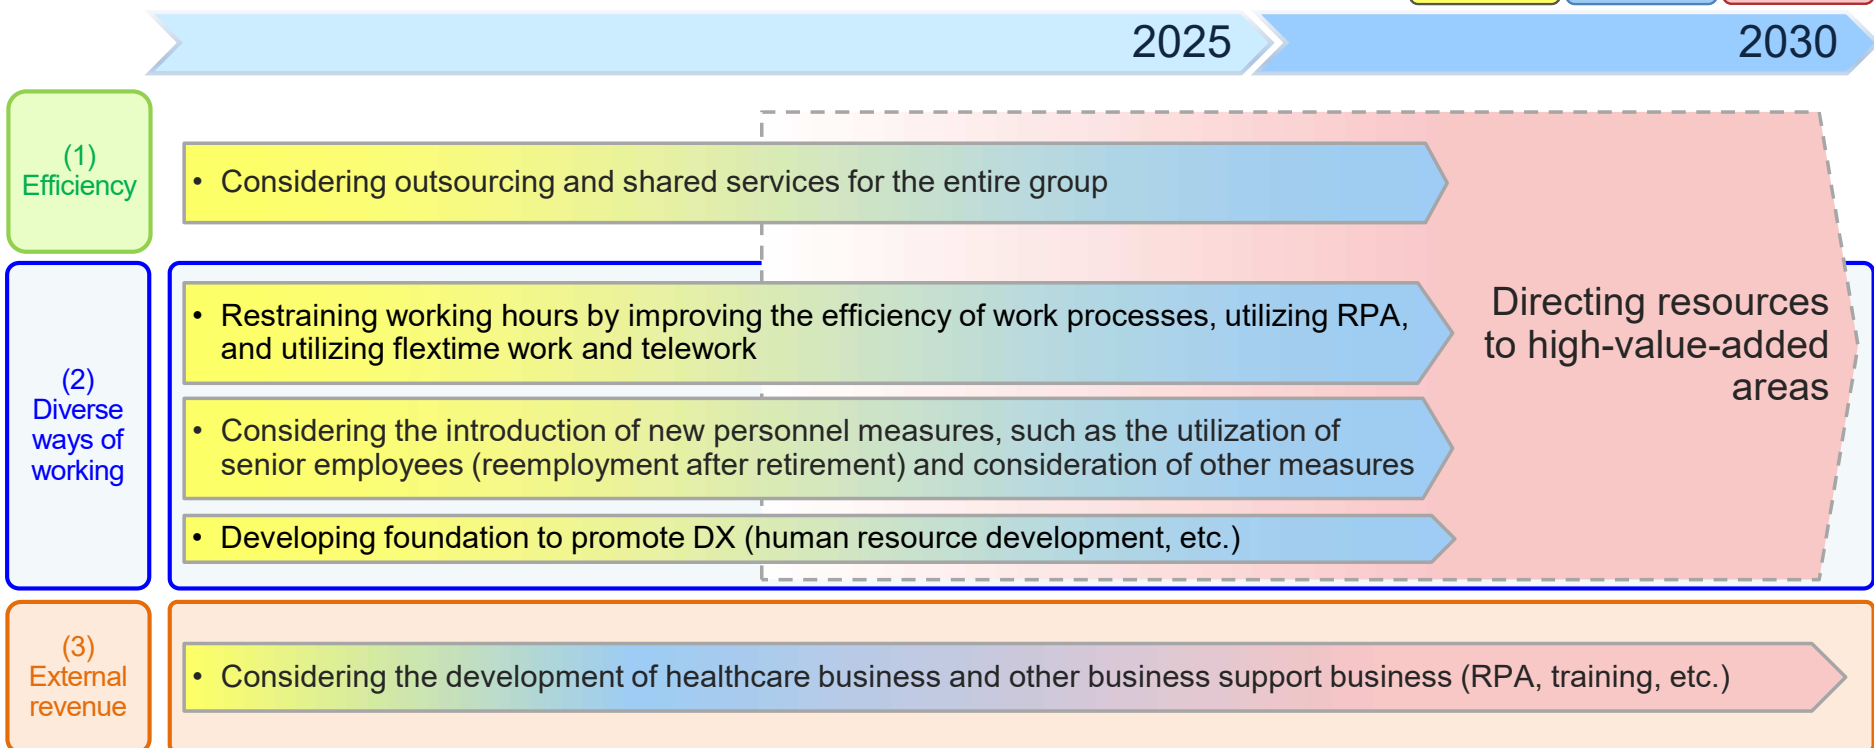 2025
2030
(1)
Efficiency
• Considering outsourcing and shared services for the entire group
(2)
Diverse
ways of
working
• Restraining working hours by improving the efficiency of work processes, utilizing RPA,
and utilizing flextime work and telework
• Considering the introduction of new personnel measures, such as the utilization of
senior employees (reemployment after retirement) and consideration of other measures
• Developing foundation to promote DX (human resource development, etc.)
Directing resources
to high-value-added
areas
(3)
External
revenue
• Considering the development of healthcare business and other business support business (RPA, training, etc.)